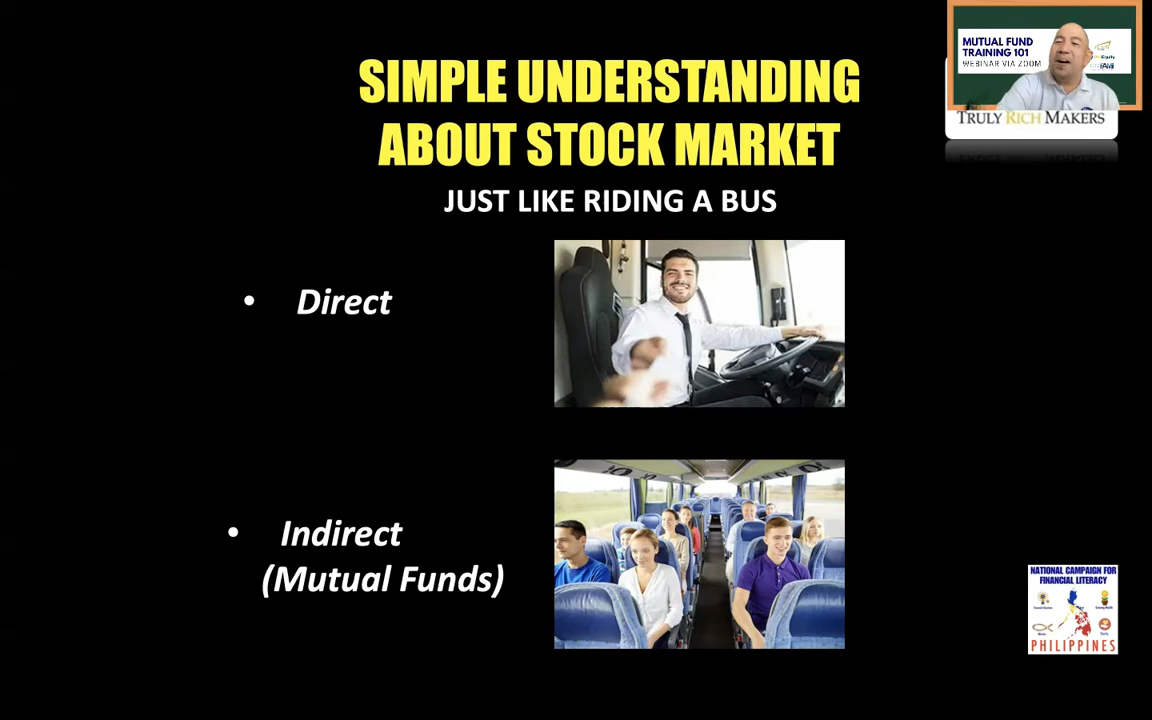 SIMPLE UNDERSTANDING
ABOUT STOCK MARKET
JUST LIKE RIDING A BUS
• Direct
• Indirect
(Mutual Funds)
MUTUAL FUND
TRAINING 101
WEBINAR VIA ZOOM
TRULY RICH MAKERS
NATIONAL CAMPAIGN FOR
FINANCIAL LITERACY
PHILIPPINES